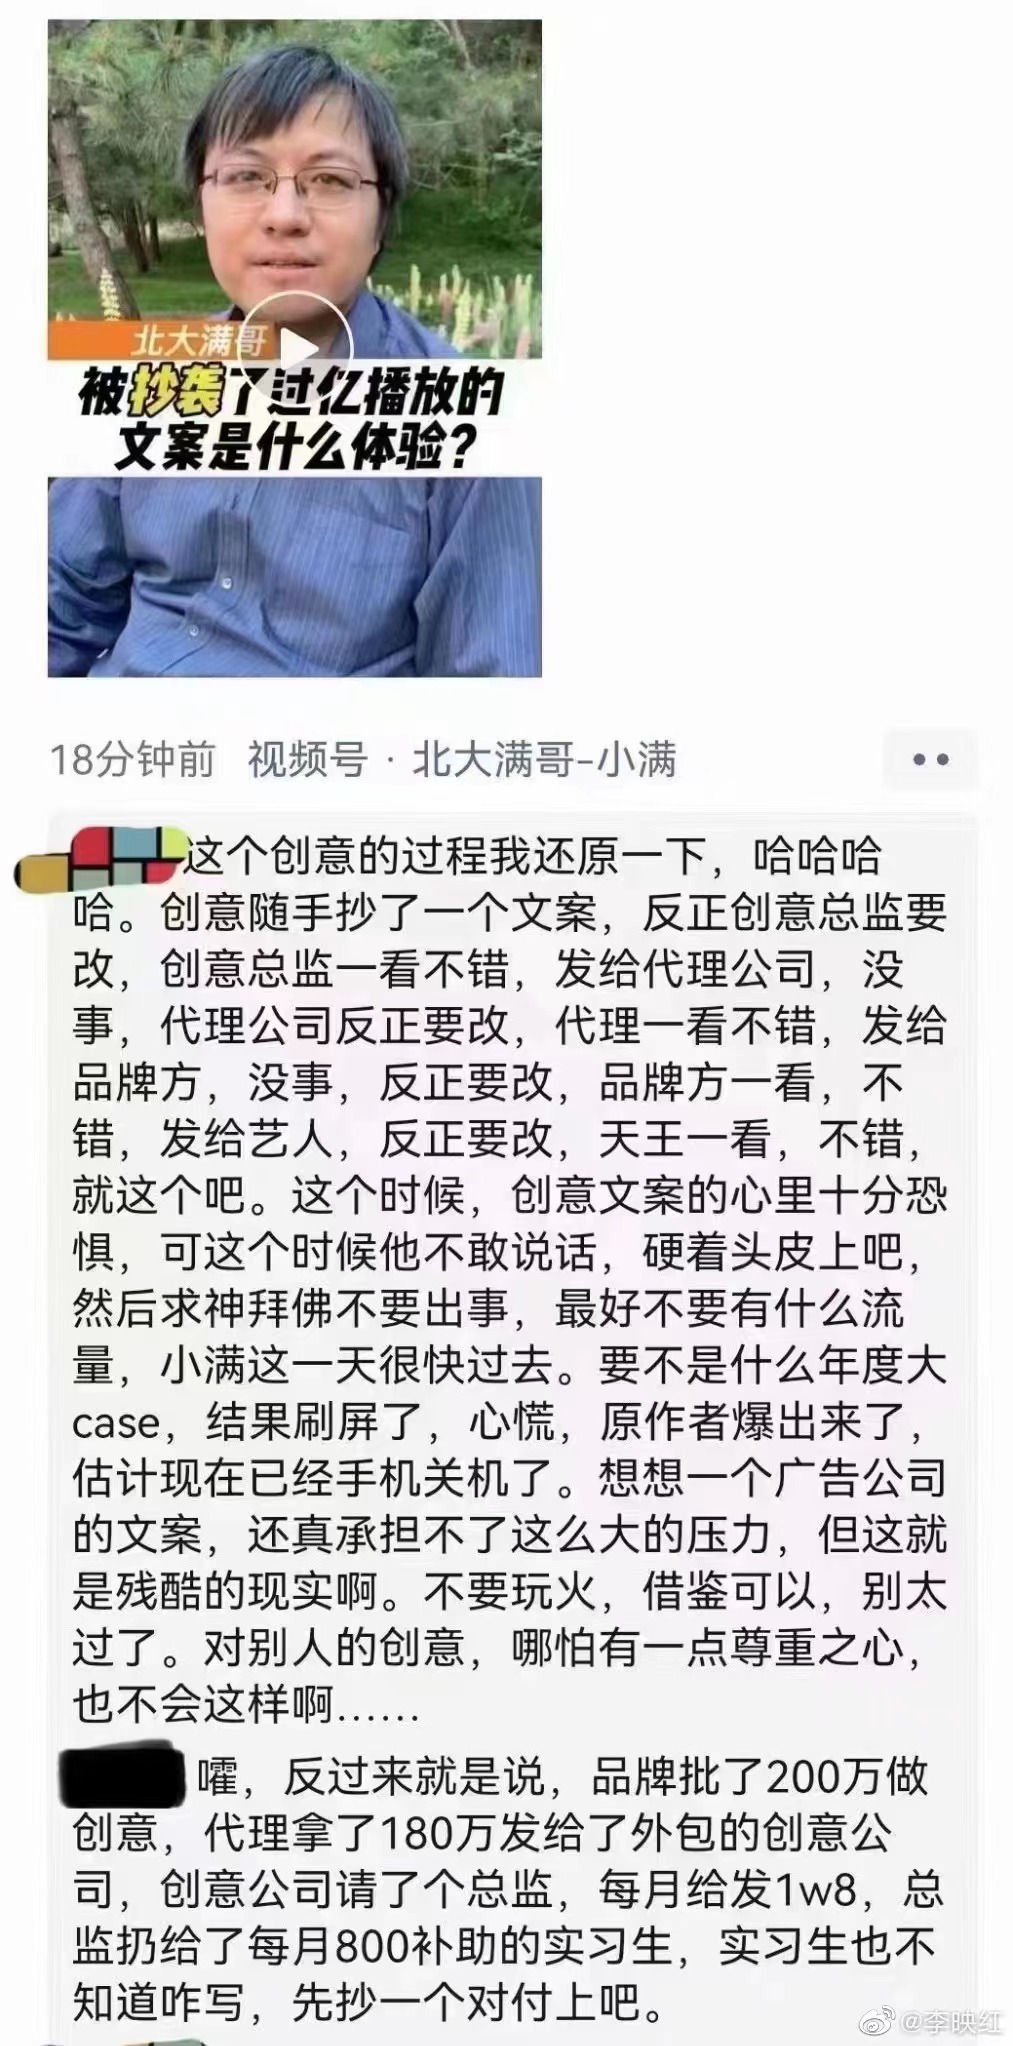 北大满哥
被抄袭了过亿播放的
文案是什么体验?
18分钟前 视频号 · 北大满哥-小满
这个创意的过程我还原一下，哈哈哈
哈。创意随手抄了一个文案，反正创意总监要
改，创意总监一看不错，发给代理公司，没
事，代理公司反正要改，代理一看不错，发给
品牌方，没事，反正要改，品牌方一看，不
错，发给艺人，反正要改，天王一看，不错，
就这个吧。这个时候，创意文案的心里十分恐
惧，可这个时候他不敢说话，硬着头皮上吧，
然后求神拜佛不要出事，最好不要有什么流
量，小满这一天很快过去。要不是什么年度大
case，结果刷屏了，心慌，原作者爆出来了，
估计现在已经手机关机了。想想一个广告公司
的文案，还真承担不了这么大的压力，但这就
是残酷的现实啊。不要玩火，借鉴可以，别太
过了。对别人的创意，哪怕有一点尊重之心，
也不会这样啊……
嚯，反过来就是说，品牌批了200万做
创意，代理拿了180万发给了外包的创意公
司，创意公司请了个总监，每月给发1w8，总
监扔给了每月800补助的实习生，实习生也不
知道咋写，先抄一个对付上吧。
@李映红